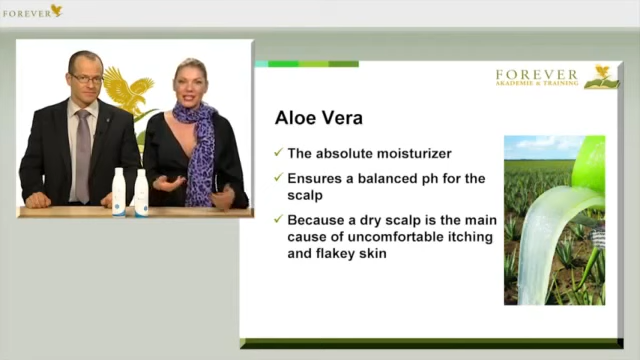 FOREVER
FOREVER
AKADEMIE & TRAINING
Aloe Vera
The absolute moisturizer
Ensures a balanced ph for the
scalp
Because a dry scalp is the main
cause of uncomfortable itching
and flakey skin